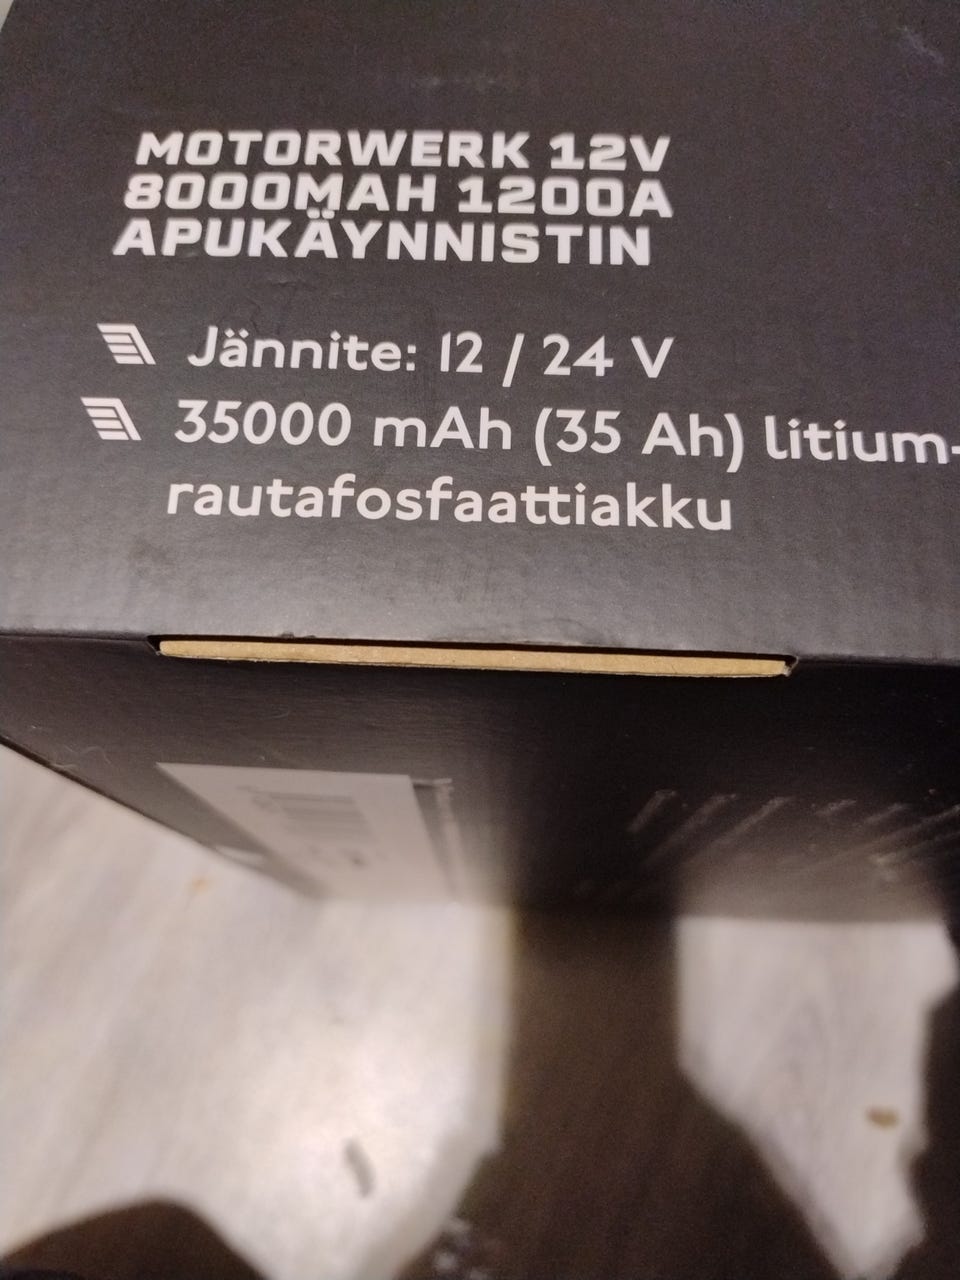 MOTORWERK 12V
8000MAH 1200A
APUKÄYNNISTIN
Jännite: 12 / 24 V
35000 mAh (35 Ah) litium-
rautafosfaattiakku